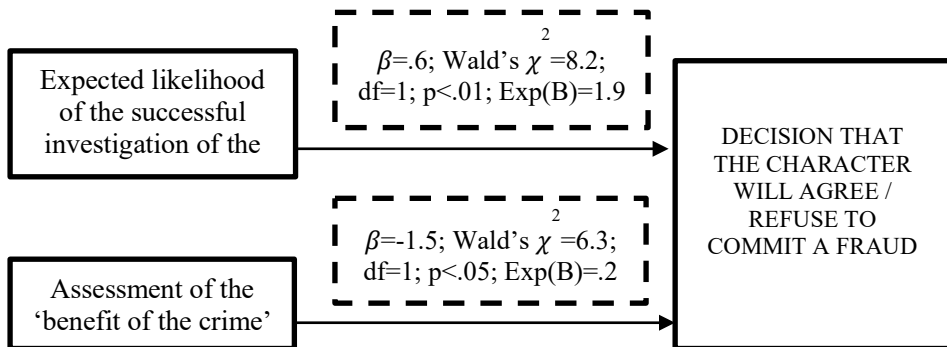 Expected likelihood
of the successful
investigation of the
β=.6; Wald's χ²=8.2;
df=1; p<.01; Exp(B)=1.9
DECISION THAT
THE CHARACTER
WILL AGREE /
REFUSE TO
COMMIT A FRAUD
Assessment of the
‘benefit of the crime’
β=-1.5; Wald's χ²=6.3;
df=1; p<.05; Exp(B)=.2